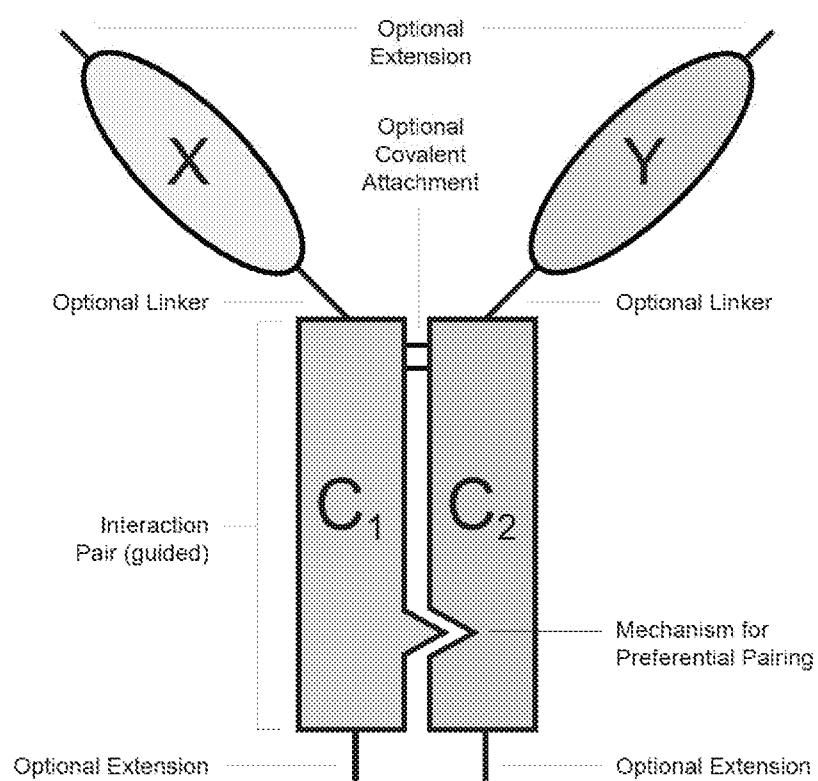 Optional
Extension
X
Y
Optional
Covalent
Attachment
Optional Linker
Optional Linker
C1
C2
Interaction
Pair (guided)
Mechanism for
Preferential Pairing
Optional Extension
Optional Extension